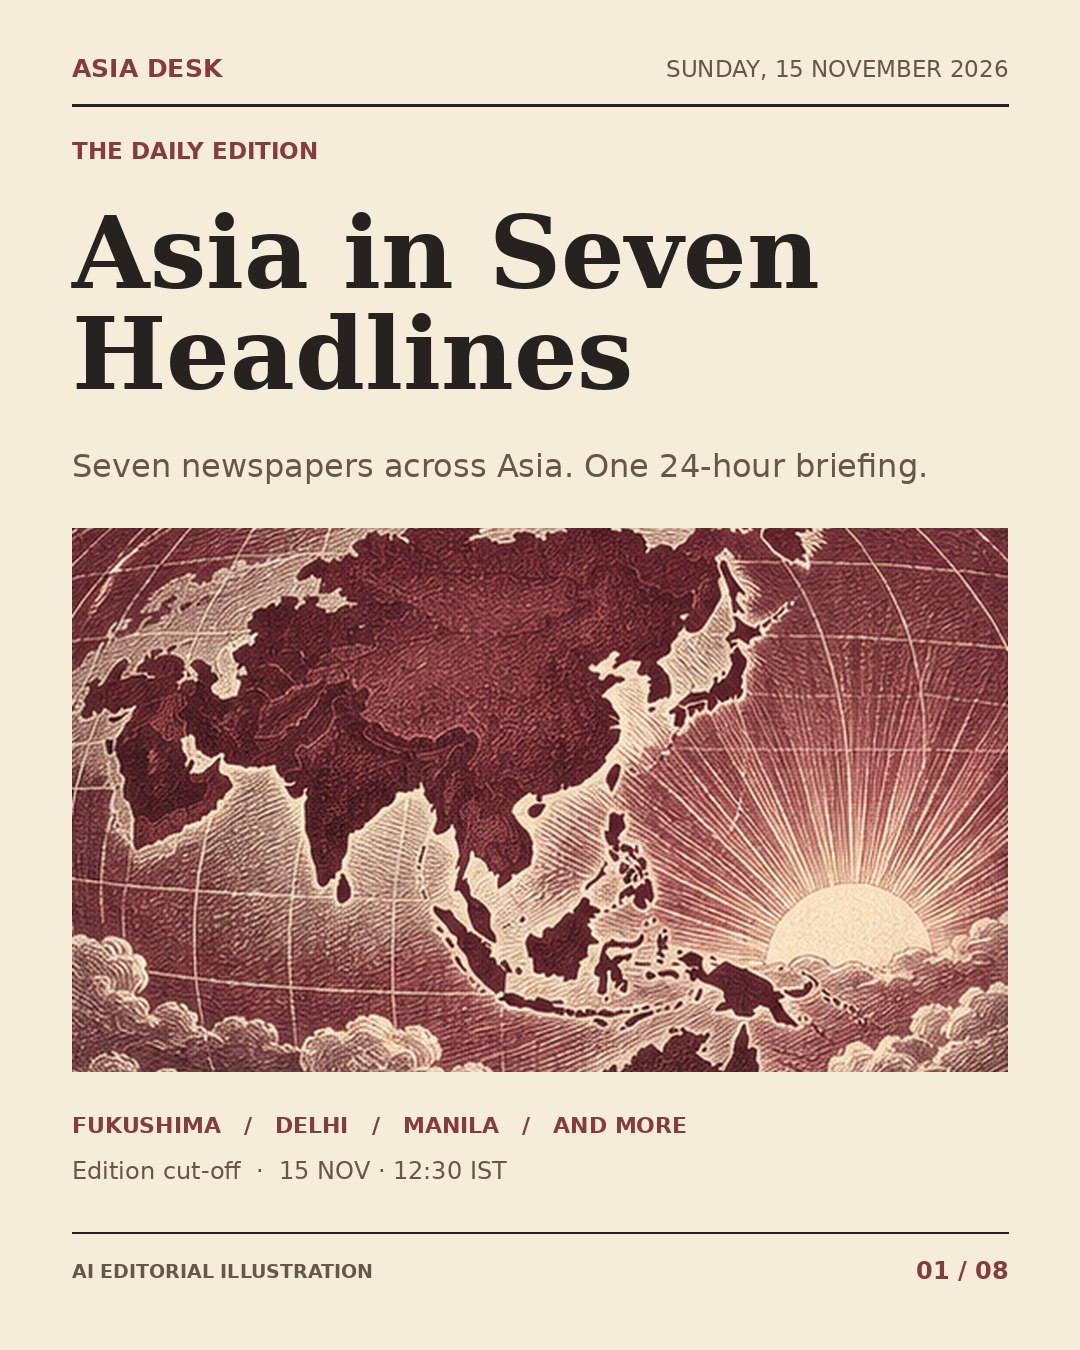 ASIA DESK
SUNDAY, 15 NOVEMBER 2026
THE DAILY EDITION
Asia in Seven
Headlines
Seven newspapers across Asia. One 24-hour briefing.
FUKUSHIMA / DELHI / MANILA / AND MORE
Edition cut-off · 15 NOV · 12:30 IST
AI EDITORIAL ILLUSTRATION
01 / 08